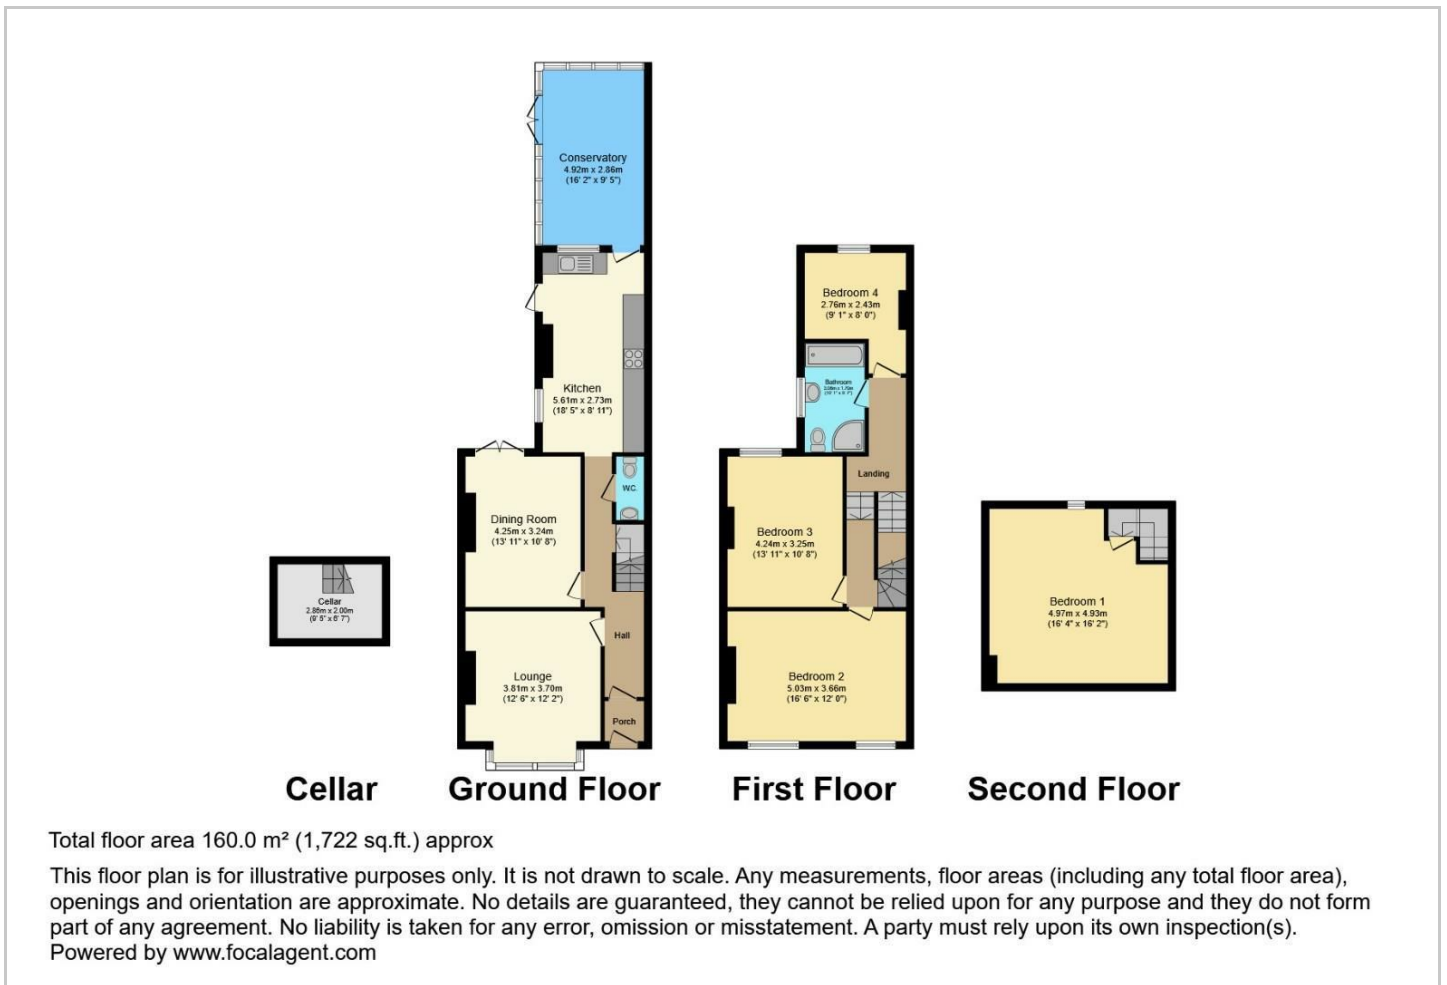 Conservatory
4.92m x 2.86m
(16' 2" x 9' 5")
Kitchen
5.61m x 2.73m
(18' 5" x 8' 11")
W.C.
Dining Room
4.25m x 3.24m
(13' 11" x 10' 8")
Hall
Lounge
3.81m x 3.70m
(12' 6" x 12' 2")
Porch
Cellar
2.86m x 2.00m
(9' 5" x 6' 7")
Bedroom 4
2.76m x 2.43m
(9' 1" x 8' 0")
Bathroom
Landing
Bedroom 3
4.24m x 3.25m
(13' 11" x 10' 8")
Bedroom 2
5.03m x 3.66m
(16' 6" x 12' 0")
Bedroom 1
4.97m x 4.93m
(16' 4" x 16' 2")
Cellar
Ground Floor
First Floor
Second Floor
Total floor area 160.0 m² (1,722 sq.ft.) approx
This floor plan is for illustrative purposes only. It is not drawn to scale. Any measurements, floor areas (including any total floor area),
openings and orientation are approximate. No details are guaranteed, they cannot be relied upon for any purpose and they do not form
part of any agreement. No liability is taken for any error, omission or misstatement. A party must rely upon its own inspection(s).
Powered by www.focalagent.com